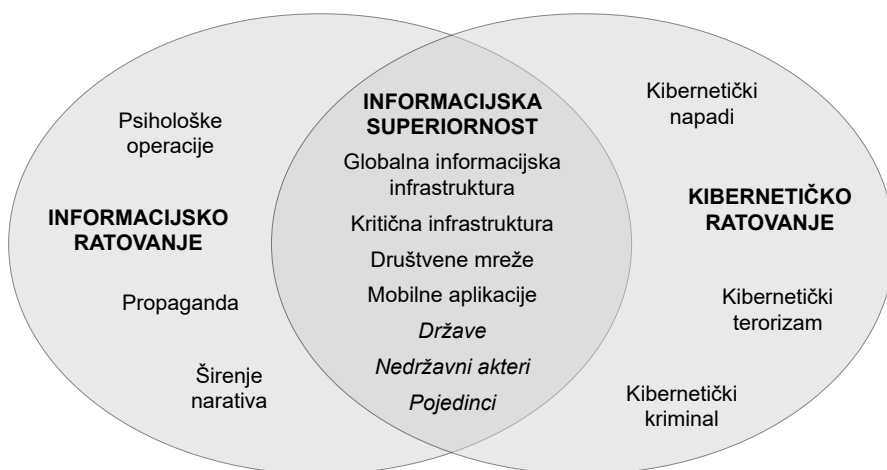 Psihološke
operacije
INFORMACIJSKO
RATOVANJE
Propaganda
Širenje
narativa
INFORMACIJSKA
SUPERIORNOST
Globalna informacijska
infrastruktura
Kritična infrastruktura
Društvene mreže
Mobilne aplikacije
Države
Nedržavni akteri
Pojedinci
Kibernetički
napadi
KIBERNETIČKO
RATOVANJE
Kibernetički
terorizam
Kibernetički
kriminal